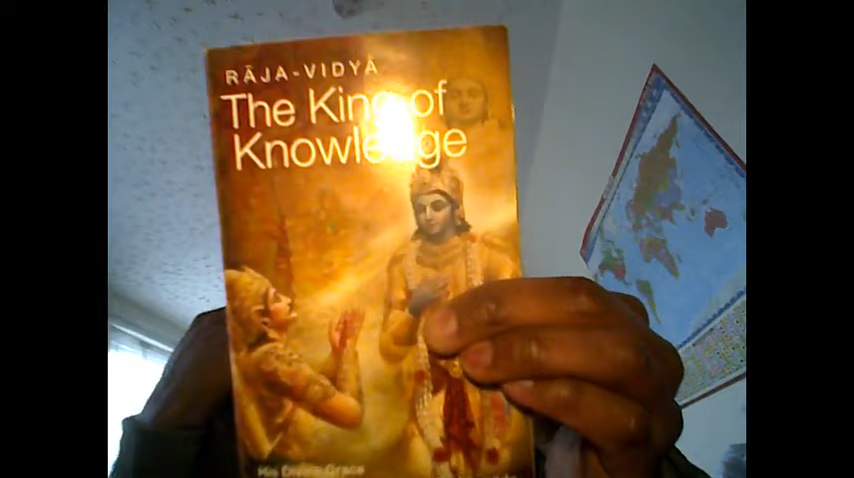 RĀJA-VIDYĀ
The King of
Knowledge
His Divine Grace